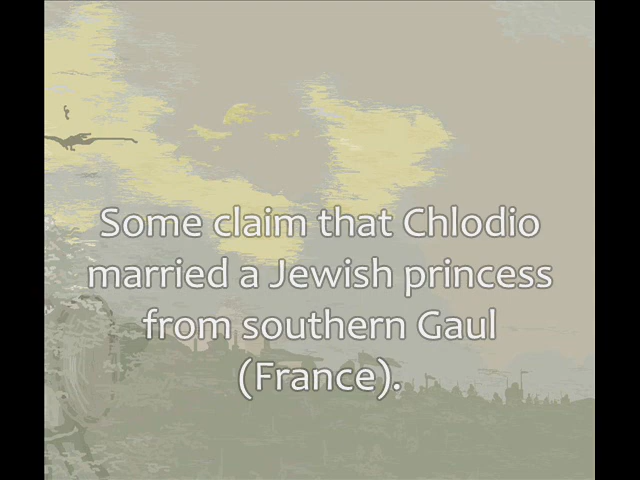 Some claim that Chlodio
married a Jewish princess
from southern Gaul
(France).